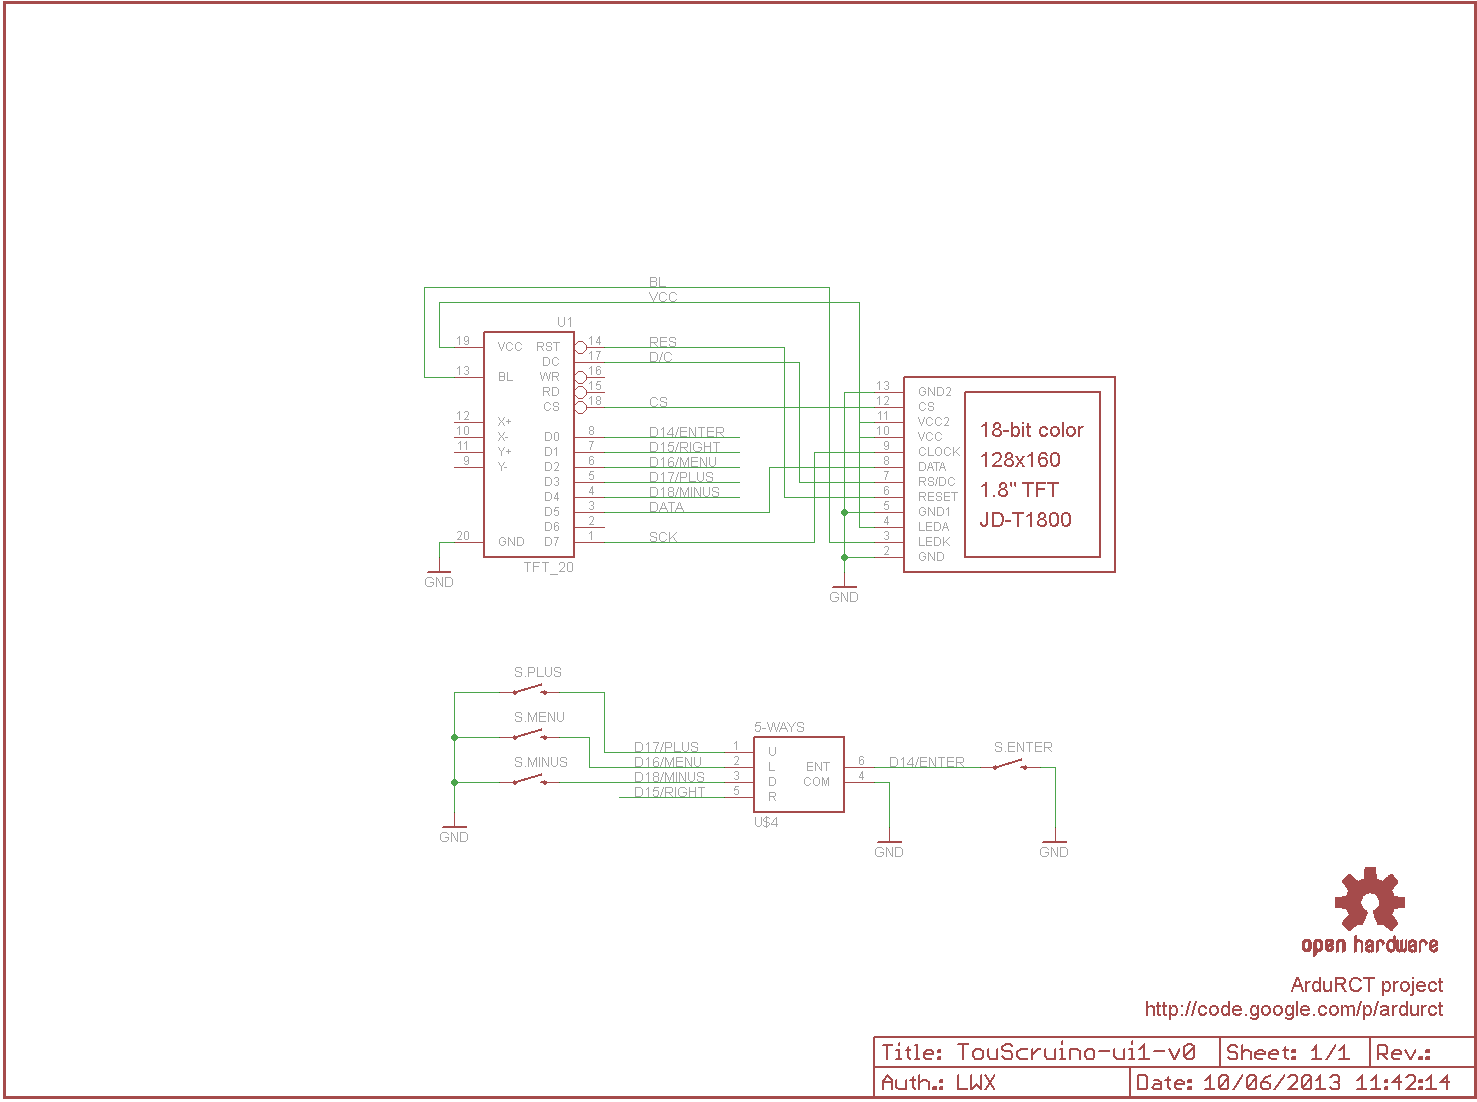 BL
VCC
U1
19 VCC RST 14 RES
DC 17 D/C
13 BL WR 16
RD 15
CS 18 CS
12 X+
10 X- D0 8 D14/ENTER
11 Y+ D1 7 D15/RIGHT
9 Y- D2 6 D16/MENU
D3 5 D17/PLUS
D4 4 D18/MINUS
D5 3 DATA
D6 2
20 GND D7 1 SCK
TFT_20
GND
13 GND2
12 CS
11 VCC2
10 VCC
9 CLOCK
8 DATA
7 RS/DC
6 RESET
5 GND1
4 LEDA
3 LEDK
2 GND
18-bit color
128x160
1.8" TFT
JD-T1800
GND
S.PLUS
S.MENU
S.MINUS
GND
5-WAYS
D17/PLUS 1 U
D16/MENU 2 L ENT 6 D14/ENTER
D18/MINUS 3 D COM 4
D15/RIGHT 5 R
U$4
S.ENTER
GND
GND
open hardware
ArduRCT project
http://code.google.com/p/ardurct
Title: TouScruino-ui1-v0 Sheet: 1/1 Rev.:
Auth.: LWX Date: 10/06/2013 11:42:14